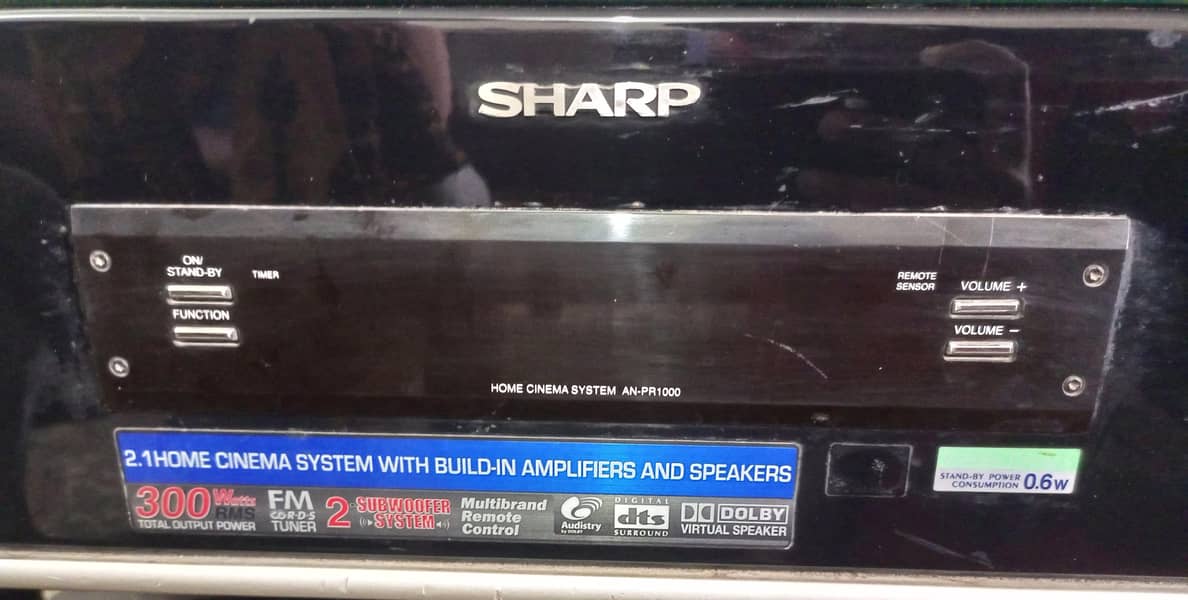 SHARP
ON/
STAND-BY
TIMER
FUNCTION
REMOTE
SENSOR
VOLUME +
VOLUME −
HOME CINEMA SYSTEM AN-PR1000
2.1HOME CINEMA SYSTEM WITH BUILD-IN AMPLIFIERS AND SPEAKERS
300 Watts
RMS
TOTAL OUTPUT POWER
FM
R·D·S
TUNER
2 SUBWOOFER
SYSTEM
Multibrand
Remote
Control
Audistry
by DOLBY
DIGITAL
dts
SURROUND
DOLBY
VIRTUAL SPEAKER
STAND-BY POWER
CONSUMPTION 0.6W